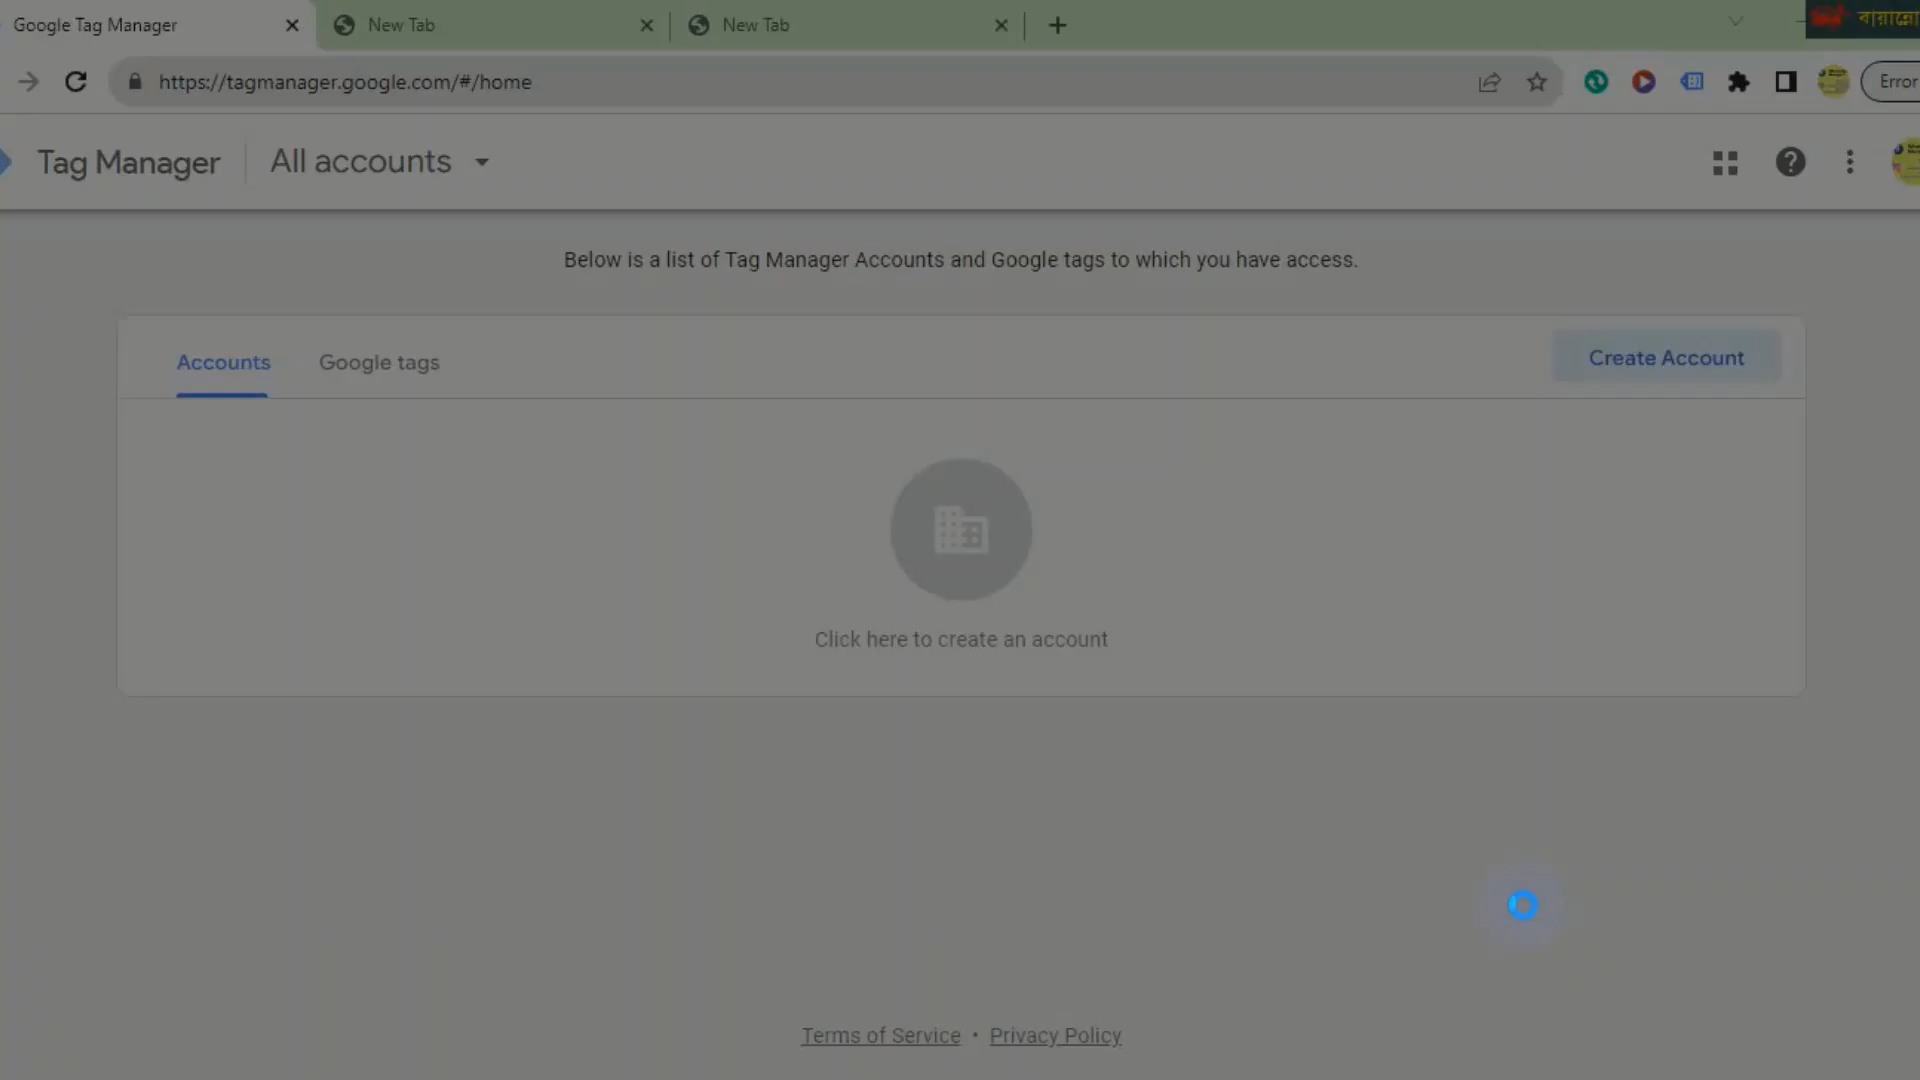 Google Tag Manager
New Tab
New Tab
বায়ান্নো
https://tagmanager.google.com/#/home
Error
Tag Manager
All accounts
Below is a list of Tag Manager Accounts and Google tags to which you have access.
Accounts
Google tags
Create Account
Click here to create an account
Terms of Service • Privacy Policy